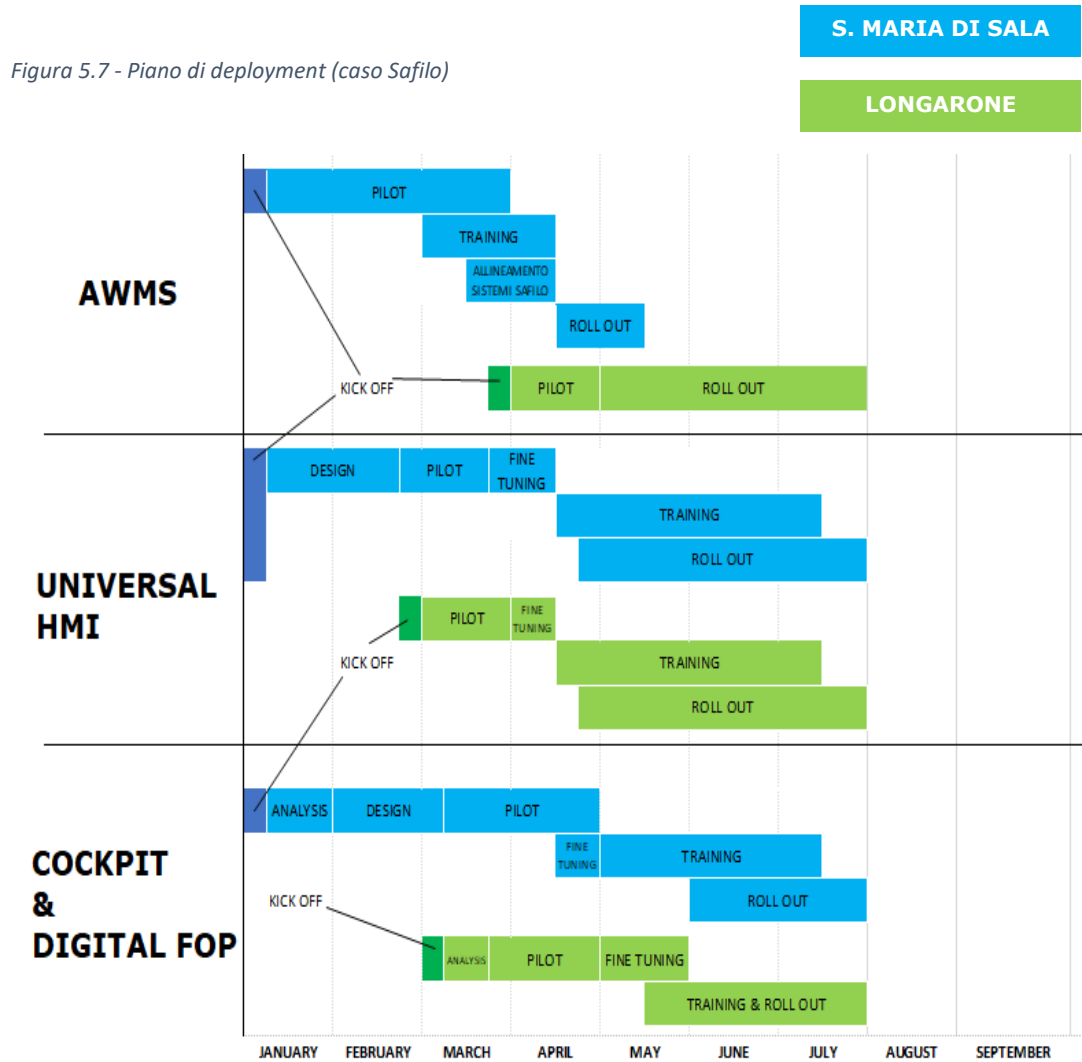 S. MARIA DI SALA
Figura 5.7 - Piano di deployment (caso Safilo)
LONGARONE
PILOT
TRAINING
AWMS
ALLINEAMENTO
SISTEMI SAFILO
ROLL OUT
KICK OFF
PILOT
ROLL OUT
DESIGN
PILOT
FINE
TUNING
TRAINING
ROLL OUT
UNIVERSAL
HMI
PILOT
FINE
TUNING
KICK OFF
TRAINING
ROLL OUT
ANALYSIS
DESIGN
PILOT
FINE
TUNING
TRAINING
COCKPIT
&
DIGITAL FOP
KICK OFF
ROLL OUT
ANALYSIS
PILOT
FINE TUNING
TRAINING & ROLL OUT
JANUARY FEBRUARY MARCH APRIL MAY JUNE JULY AUGUST SEPTEMBER